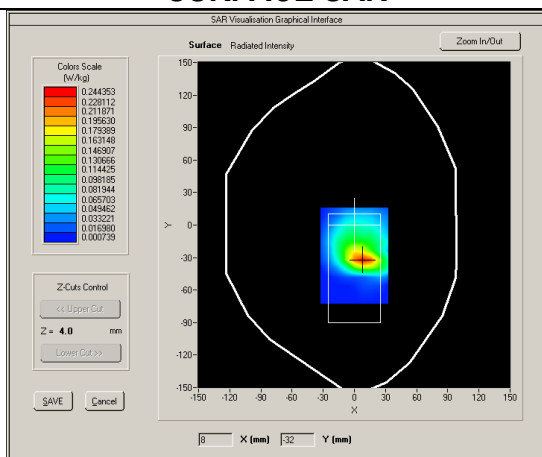 SURFACE SAR
SAR Visualisation Graphical Interface
Surface Radiated Intensity
Zoom In/Out
Colors Scale
(W/kg)
0.244353
0.228112
0.211871
0.195630
0.179389
0.163148
0.146907
0.130666
0.114425
0.098185
0.081944
0.065703
0.049462
0.033221
0.016980
0.000739
Z-Cuts Control
<< Upper Cut
Z = 4.0 mm
Lower Cut >>
SAVE Cancel
150
120
90
60
30
0
-30
-60
-90
-120
-150
Y
-150 -120 -90 -60 -30 0 30 60 90 120 150
X
8 X (mm) -32 Y (mm)